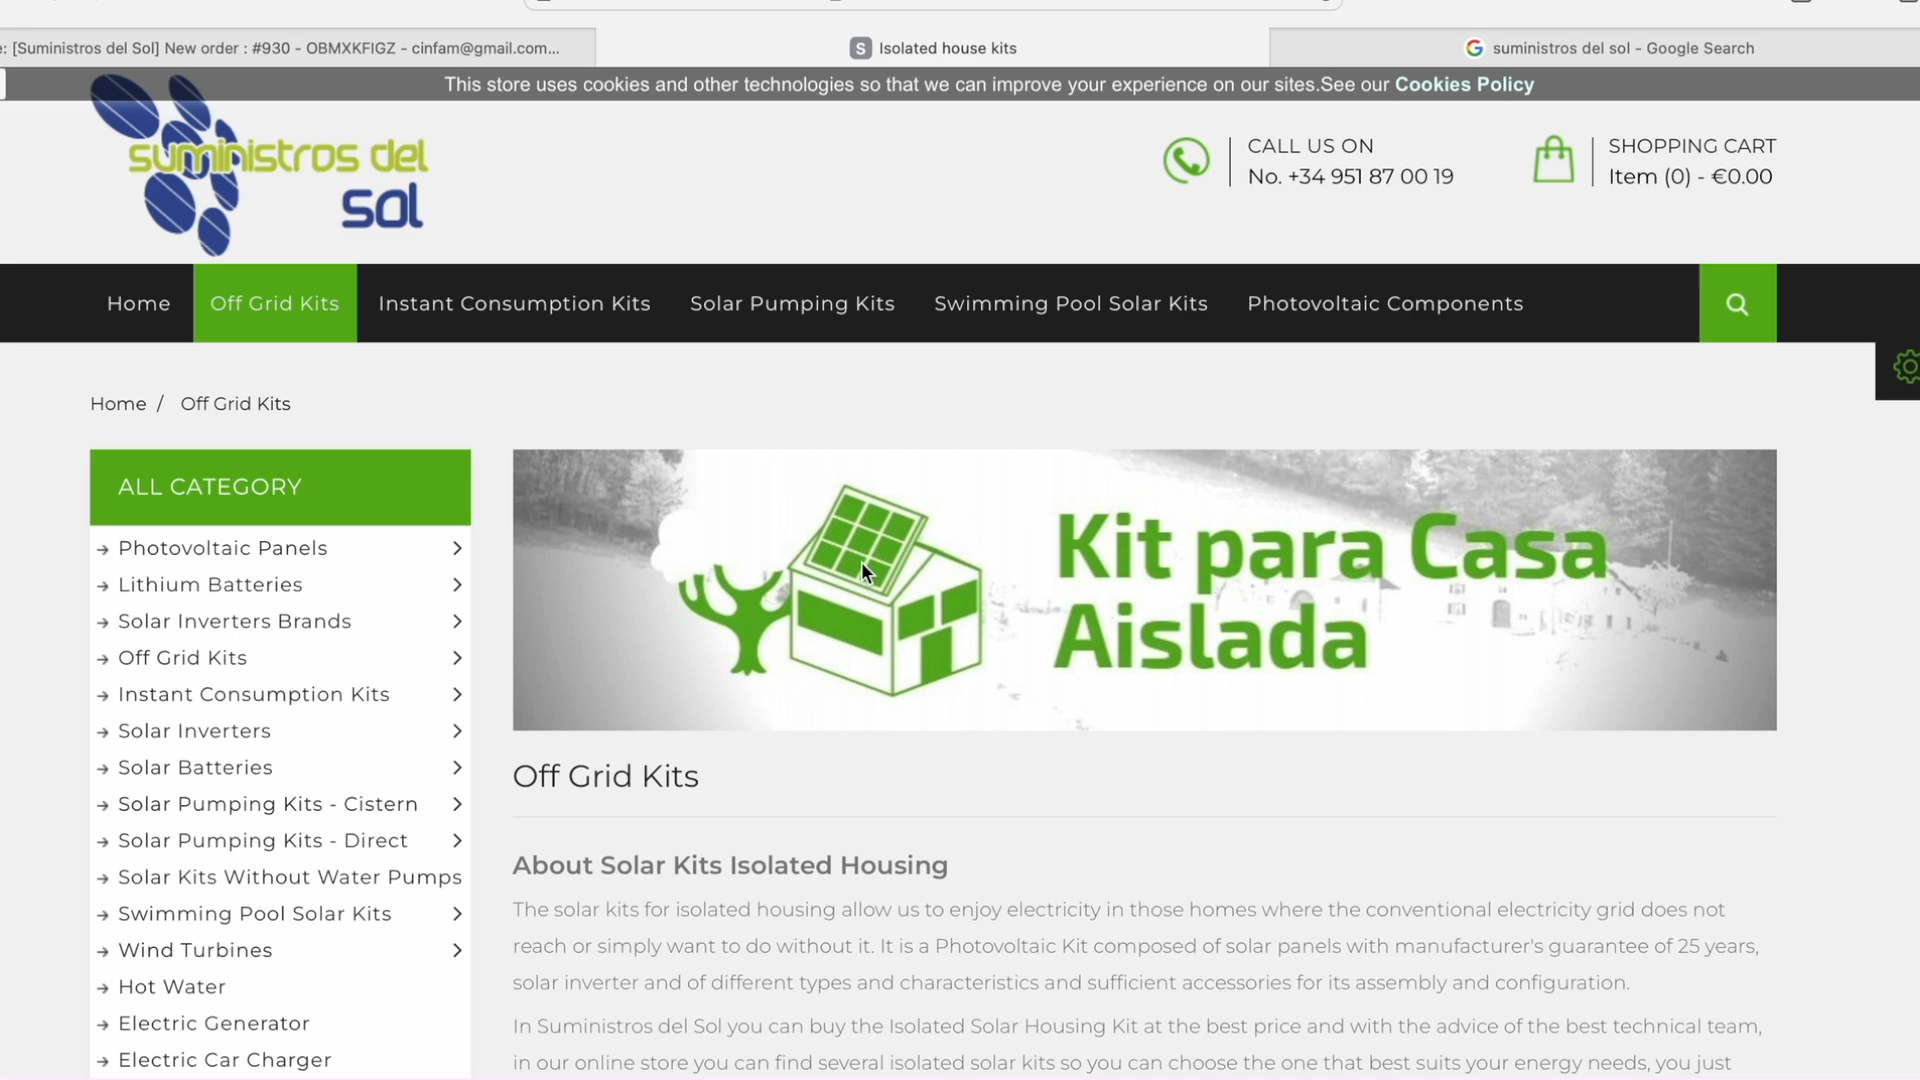 e: [Suministros del Sol] New order : #930 - OBMXKFIGZ - cinfam@gmail.com...
S Isolated house kits
suministros del sol - Google Search
This store uses cookies and other technologies so that we can improve your experience on our sites.See our Cookies Policy
suministros del
sol
CALL US ON
No. +34 951 87 00 19
SHOPPING CART
Item (0) - €0.00
Home
Off Grid Kits
Instant Consumption Kits
Solar Pumping Kits
Swimming Pool Solar Kits
Photovoltaic Components
Home / Off Grid Kits
ALL CATEGORY
Photovoltaic Panels
Lithium Batteries
Solar Inverters Brands
Off Grid Kits
Instant Consumption Kits
Solar Inverters
Solar Batteries
Solar Pumping Kits - Cistern
Solar Pumping Kits - Direct
Solar Kits Without Water Pumps
Swimming Pool Solar Kits
Wind Turbines
Hot Water
Electric Generator
Electric Car Charger
Kit para Casa
Aislada
Off Grid Kits
About Solar Kits Isolated Housing
The solar kits for isolated housing allow us to enjoy electricity in those homes where the conventional electricity grid does not
reach or simply want to do without it. It is a Photovoltaic Kit composed of solar panels with manufacturer's guarantee of 25 years,
solar inverter and of different types and characteristics and sufficient accessories for its assembly and configuration.
In Suministros del Sol you can buy the Isolated Solar Housing Kit at the best price and with the advice of the best technical team,
in our online store you can find several isolated solar kits so you can choose the one that best suits your energy needs, you just